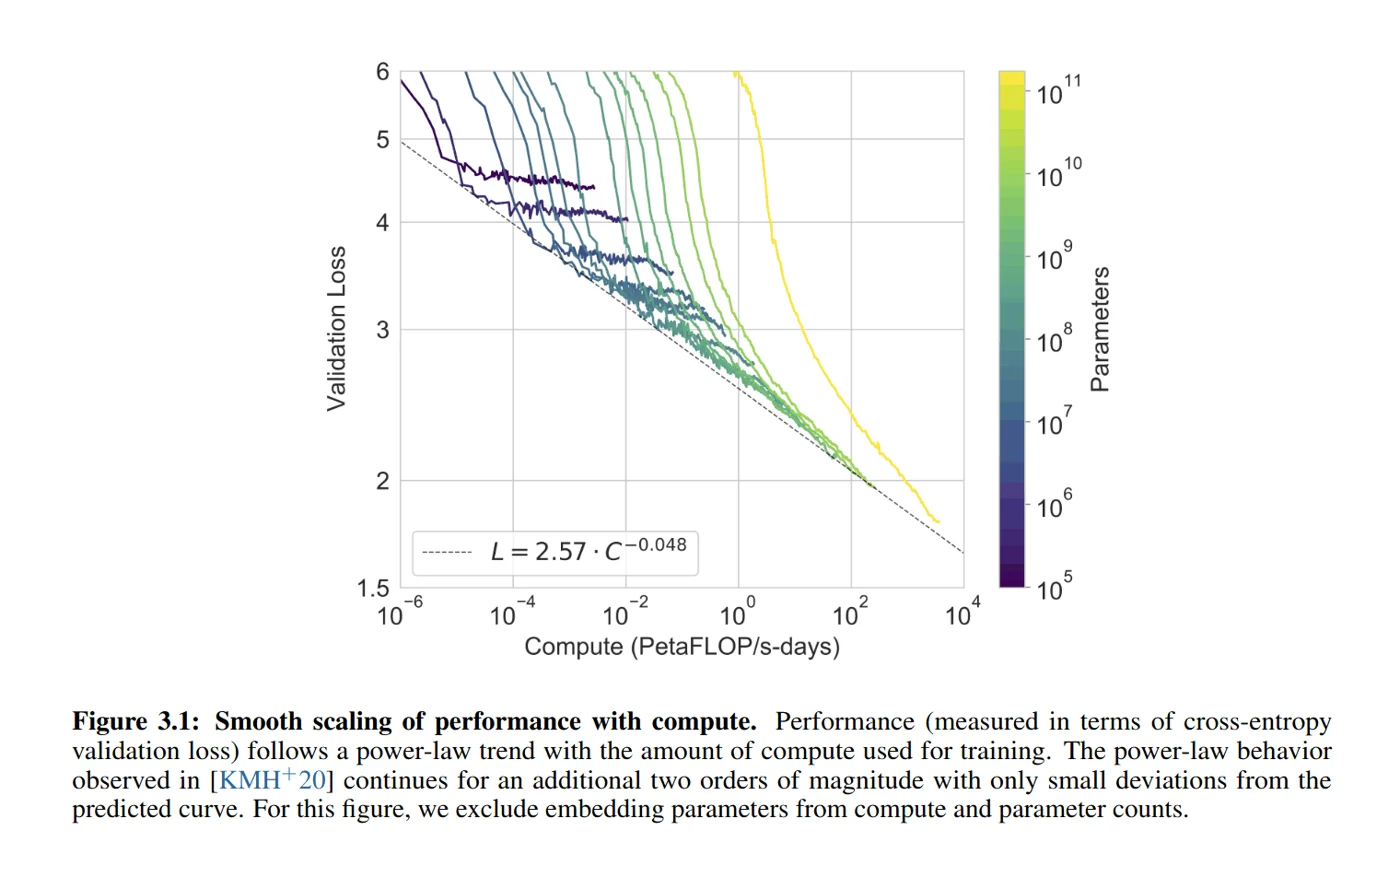 6
5
4
3
2
1.5
Validation Loss
10^−6
10^−4
10^−2
10^0
10^2
10^4
Compute (PetaFLOP/s-days)
L = 2.57 · C^−0.048
10^11
10^10
10^9
10^8
10^7
10^6
10^5
Parameters
Figure 3.1: Smooth scaling of performance with compute. Performance (measured in terms of cross-entropy
validation loss) follows a power-law trend with the amount of compute used for training. The power-law behavior
observed in [KMH+20] continues for an additional two orders of magnitude with only small deviations from the
predicted curve. For this figure, we exclude embedding parameters from compute and parameter counts.